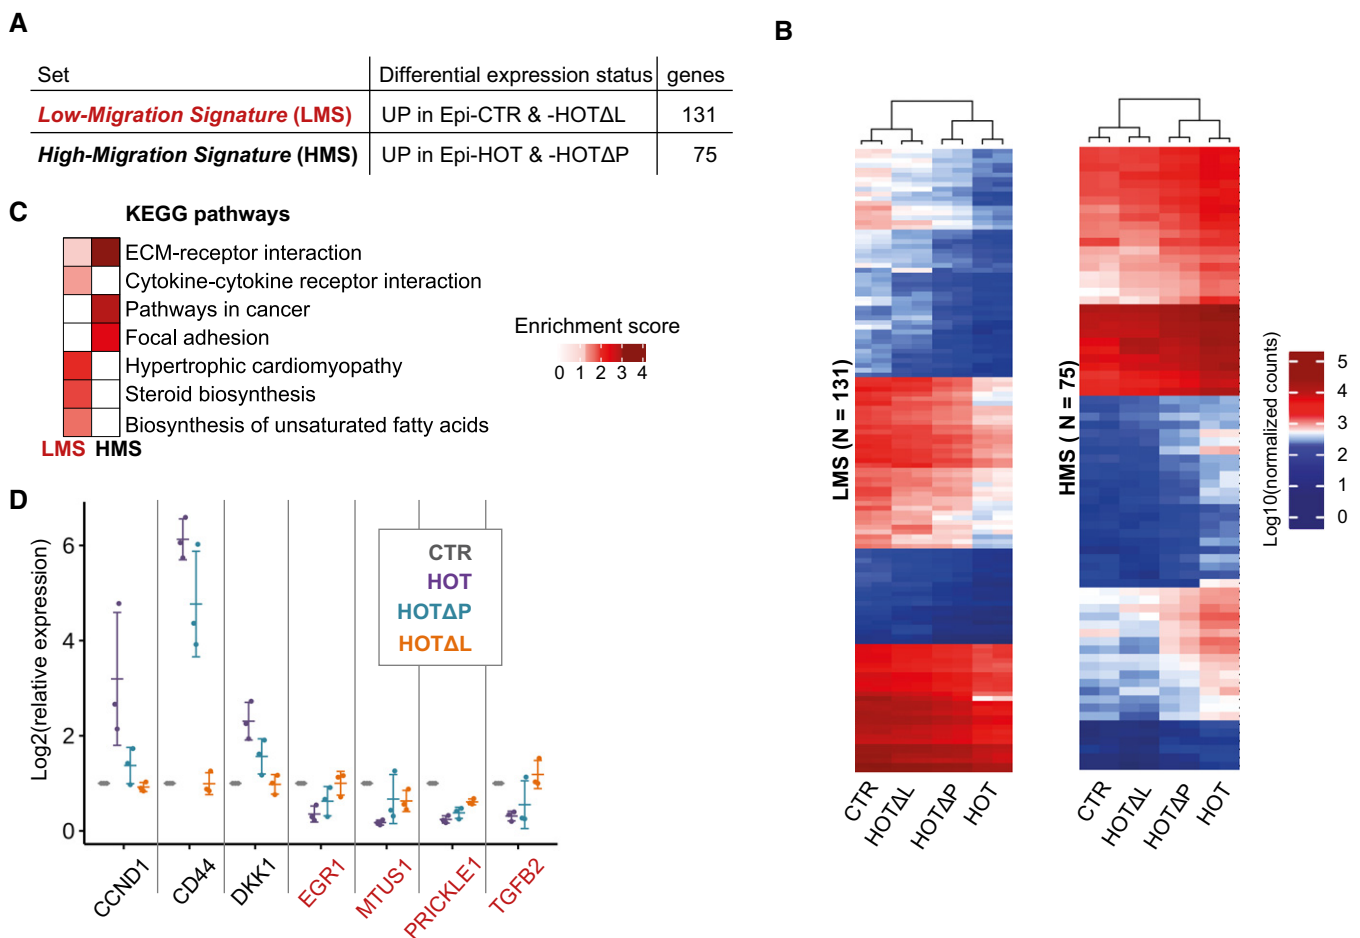 A
Set Differential expression status genes
Low-Migration Signature (LMS) UP in Epi-CTR & -HOTΔL 131
High-Migration Signature (HMS) UP in Epi-HOT & -HOTΔP 75
B
LMS (N = 131)
CTR HOTΔL HOTΔP HOT
HMS ( N = 75)
CTR HOTΔL HOTΔP HOT
Log10(normalized counts)
5
4
3
2
1
0
C
KEGG pathways
ECM-receptor interaction
Cytokine-cytokine receptor interaction
Pathways in cancer
Focal adhesion
Hypertrophic cardiomyopathy
Steroid biosynthesis
Biosynthesis of unsaturated fatty acids
LMS HMS
Enrichment score
0 1 2 3 4
D
Log2(relative expression)
6
4
2
0
CTR
HOT
HOTΔP
HOTΔL
CCND1 CD44 DKK1 EGR1 MTUS1 PRICKLE1 TGFB2